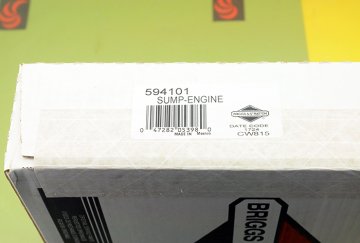 594101
SUMP-ENGINE
0 47282 05398 0
MADE IN Mexico
BRIGGS & STRATTON
DATE CODE
1724
CW815
BRIGGS